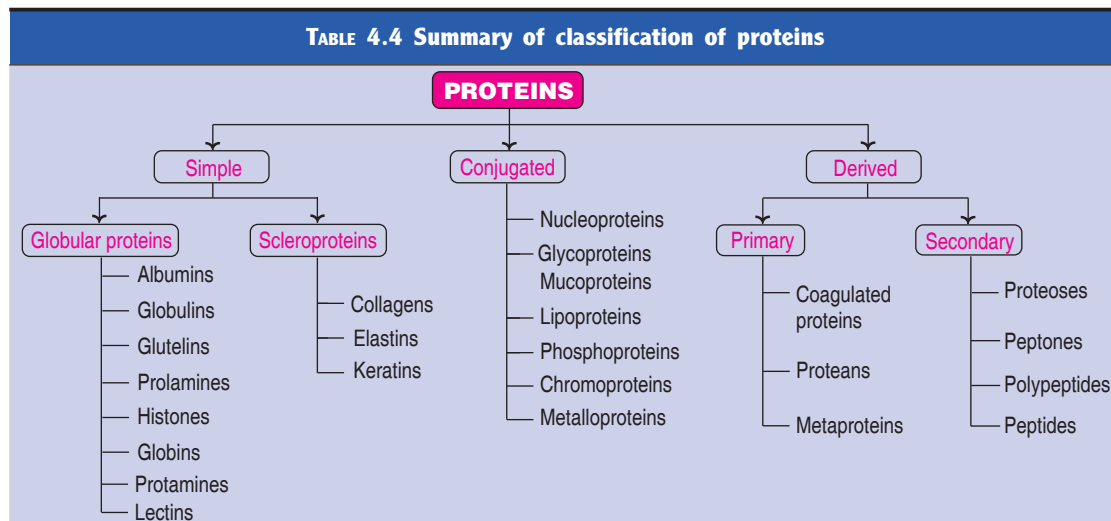 TABLE 4.4 Summary of classification of proteins
PROTEINS
Simple
Conjugated
Derived
Globular proteins
Scleroproteins
Primary
Secondary
Albumins
Globulins
Glutelins
Prolamines
Histones
Globins
Protamines
Lectins
Collagens
Elastins
Keratins
Nucleoproteins
Glycoproteins
Mucoproteins
Lipoproteins
Phosphoproteins
Chromoproteins
Metalloproteins
Coagulated
proteins
Proteans
Metaproteins
Proteoses
Peptones
Polypeptides
Peptides